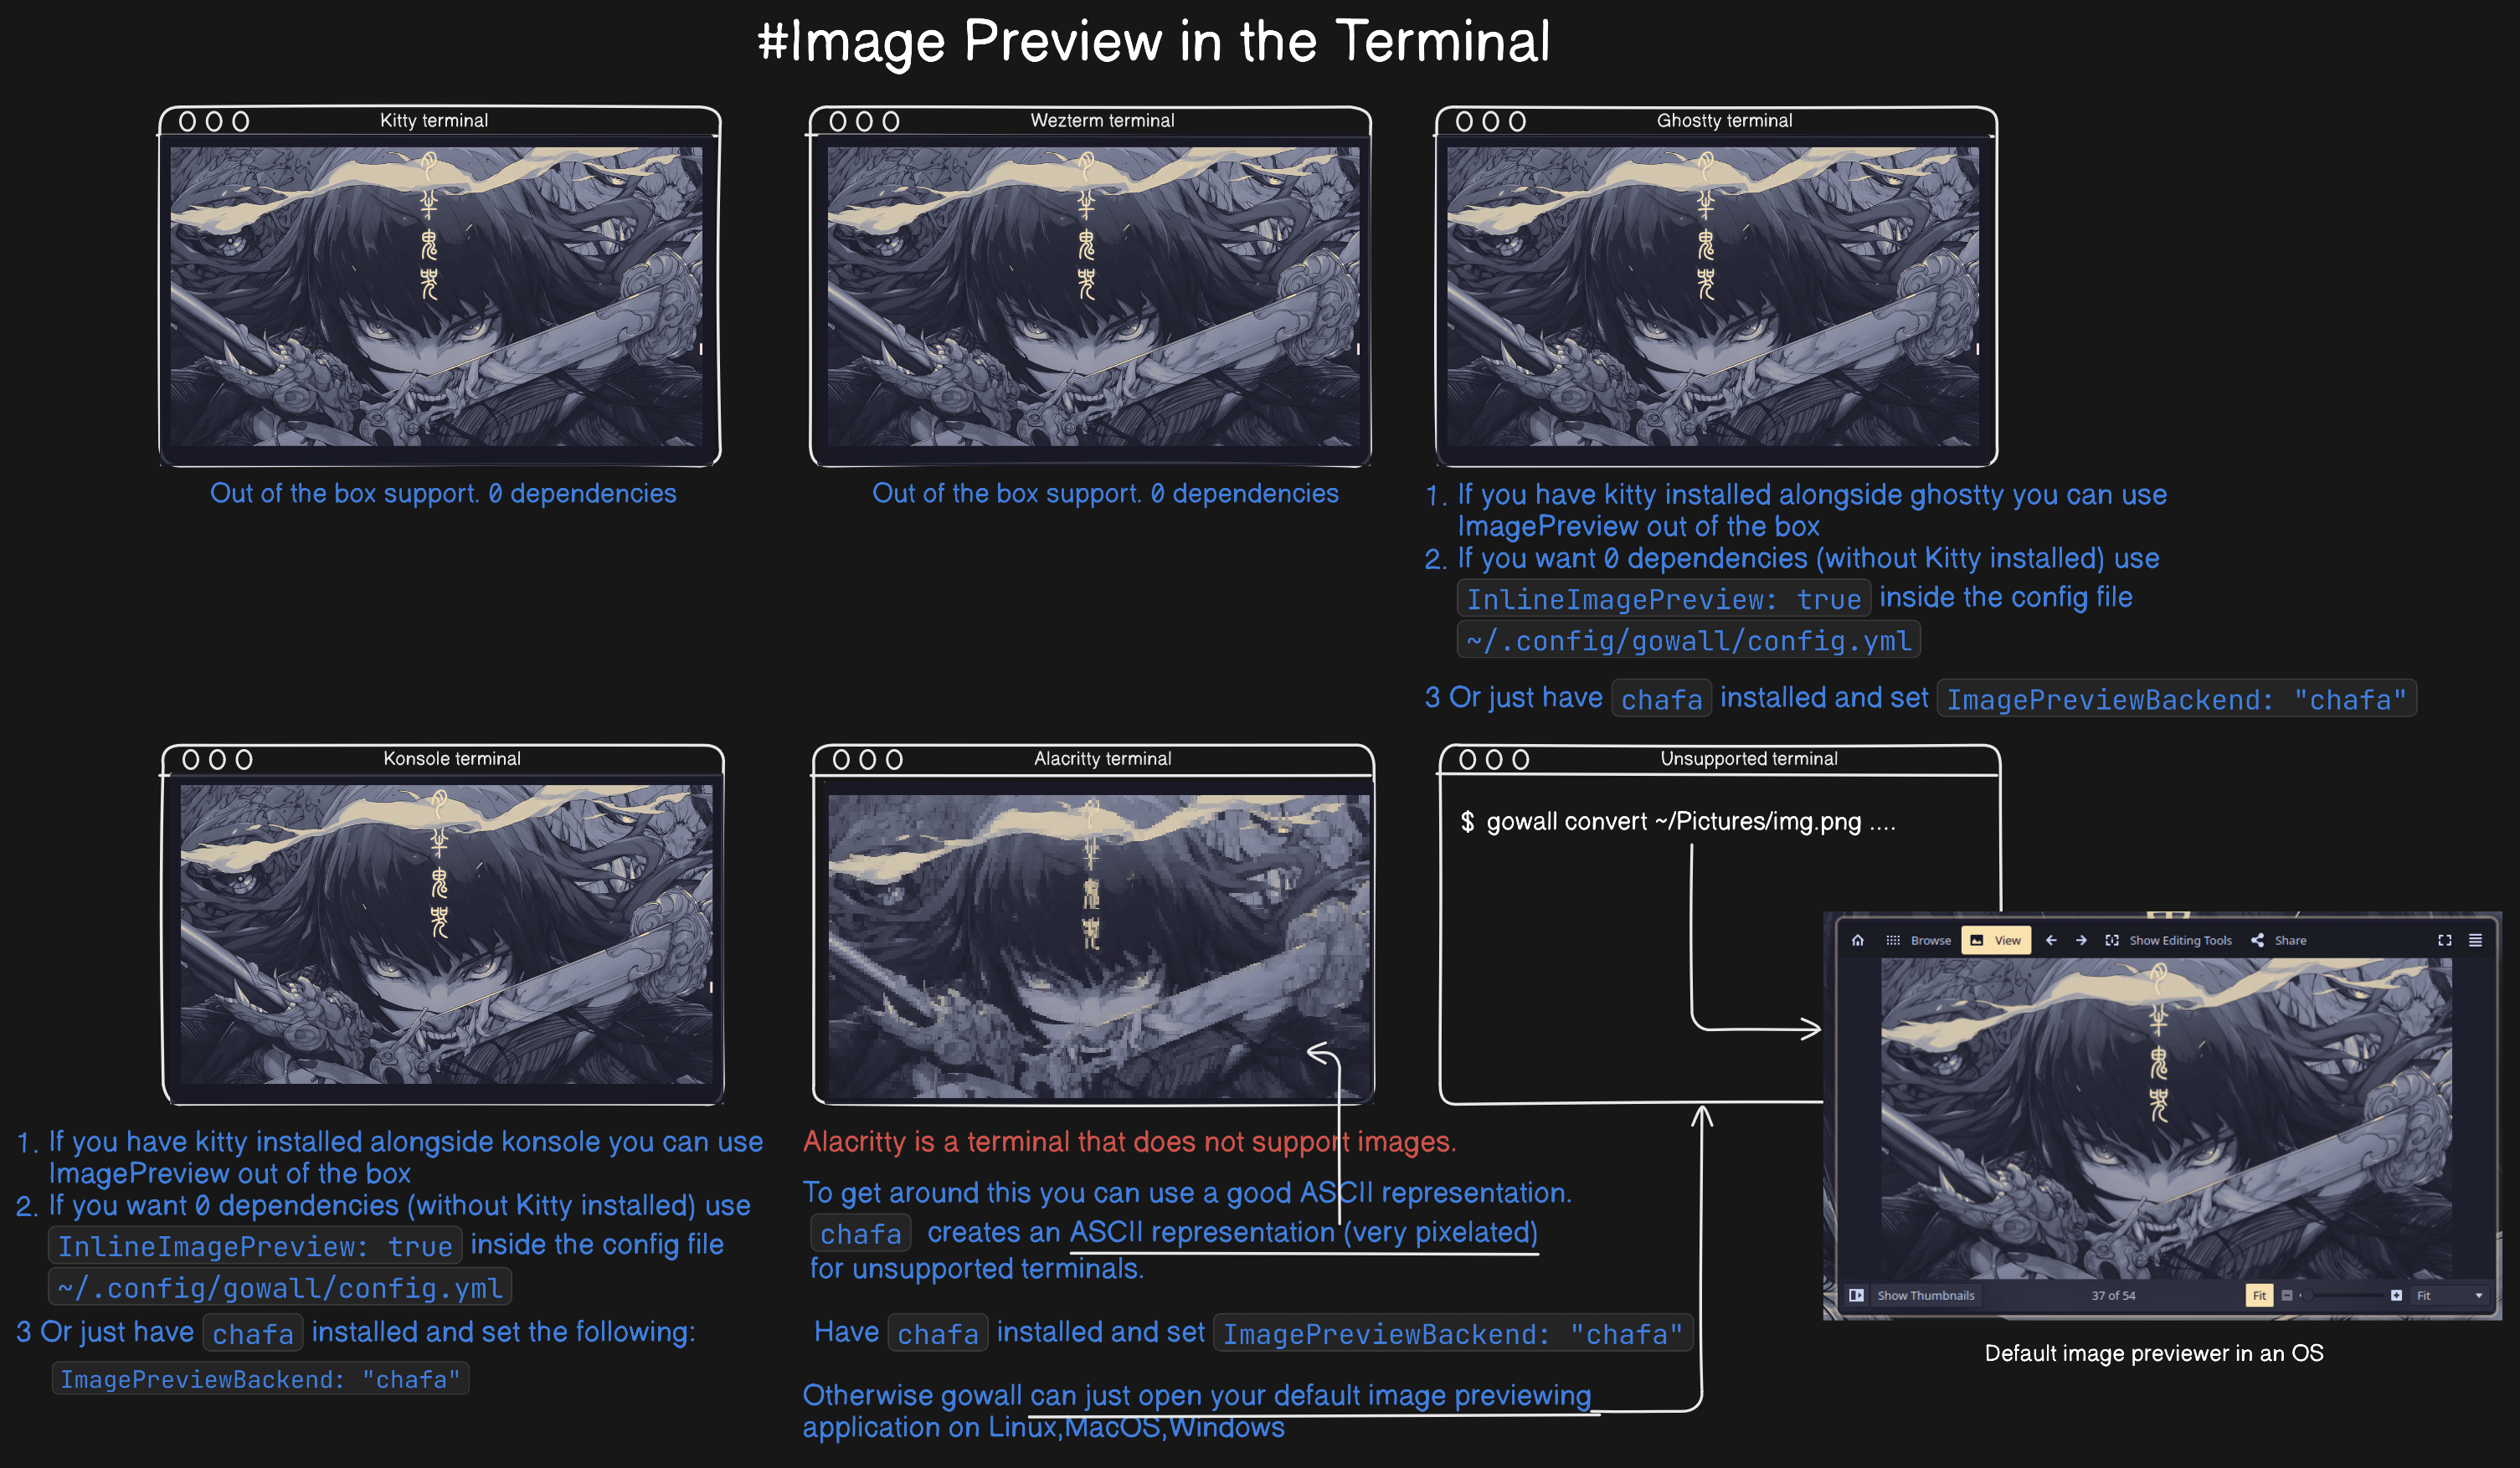 #Image Preview in the Terminal
Kitty terminal
Out of the box support. 0 dependencies
Wezterm terminal
Out of the box support. 0 dependencies
Ghostty terminal
1. If you have kitty installed alongside ghostty you can use
ImagePreview out of the box
2. If you want 0 dependencies (without Kitty installed) use
InlineImagePreview: true inside the config file
~/.config/gowall/config.yml
3 Or just have chafa installed and set ImagePreviewBackend: "chafa"
Konsole terminal
1. If you have kitty installed alongside konsole you can use
ImagePreview out of the box
2. If you want 0 dependencies (without Kitty installed) use
InlineImagePreview: true inside the config file
~/.config/gowall/config.yml
3 Or just have chafa installed and set the following:
ImagePreviewBackend: "chafa"
Alacritty terminal
Alacritty is a terminal that does not support images.
To get around this you can use a good ASCII representation.
chafa creates an ASCII representation (very pixelated)
for unsupported terminals.
Have chafa installed and set ImagePreviewBackend: "chafa"
Otherwise gowall can just open your default image previewing
application on Linux,MacOS,Windows
Unsupported terminal
$ gowall convert ~/Pictures/img.png ....
Browse View Show Editing Tools Share
Show Thumbnails 37 of 54 Fit Fit
Default image previewer in an OS